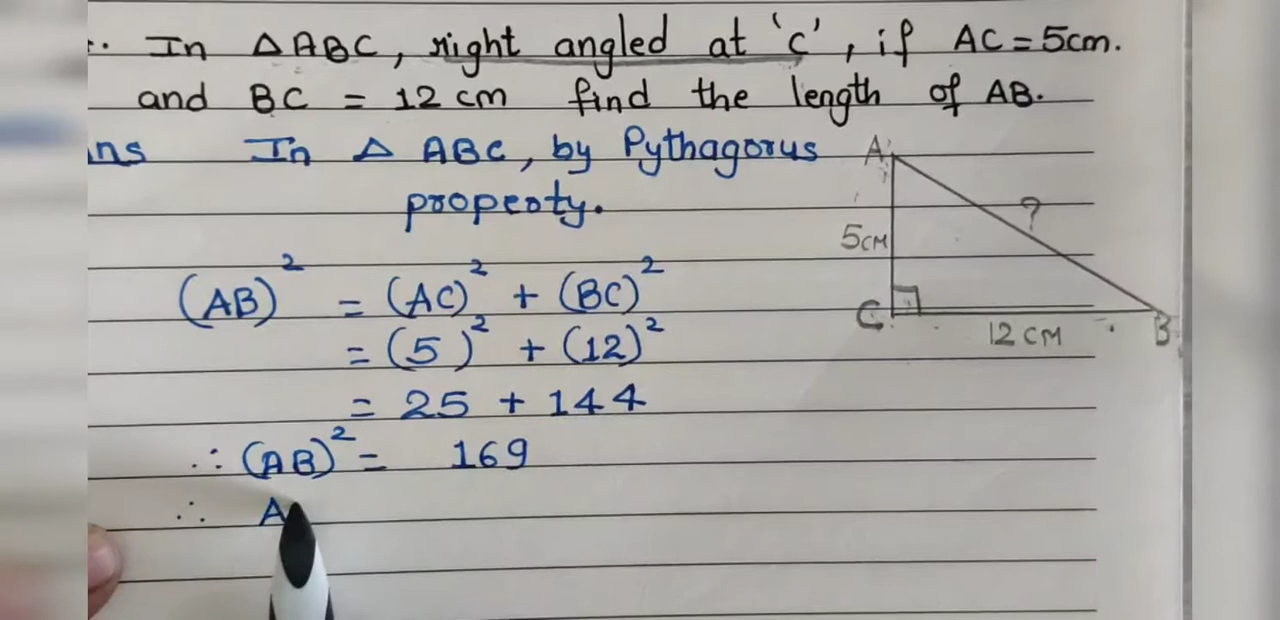 In △ABC, right angled at 'c', if AC = 5cm.
and BC = 12 cm find the length of AB.
ns In △ ABC, by Pythagorus
property.
(AB)² = (AC)² + (BC)²
= (5)² + (12)²
= 25 + 144
∴ (AB)² = 169
∴ A
A
?
5CM
C
12 CM
B